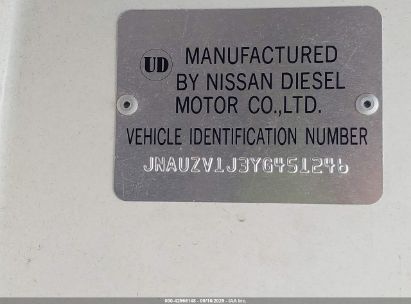 UD
MANUFACTURED
BY NISSAN DIESEL
MOTOR CO.,LTD.
VEHICLE IDENTIFICATION NUMBER
JNAUZV1J3YG451246